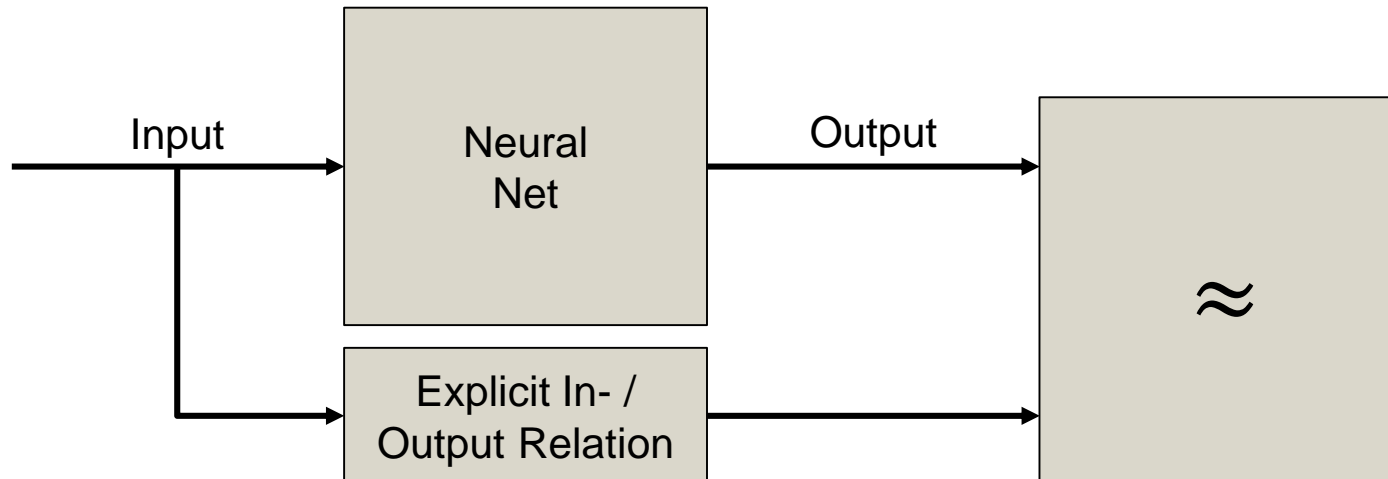 Input
Neural
Net
Output
≈
Explicit In- /
Output Relation